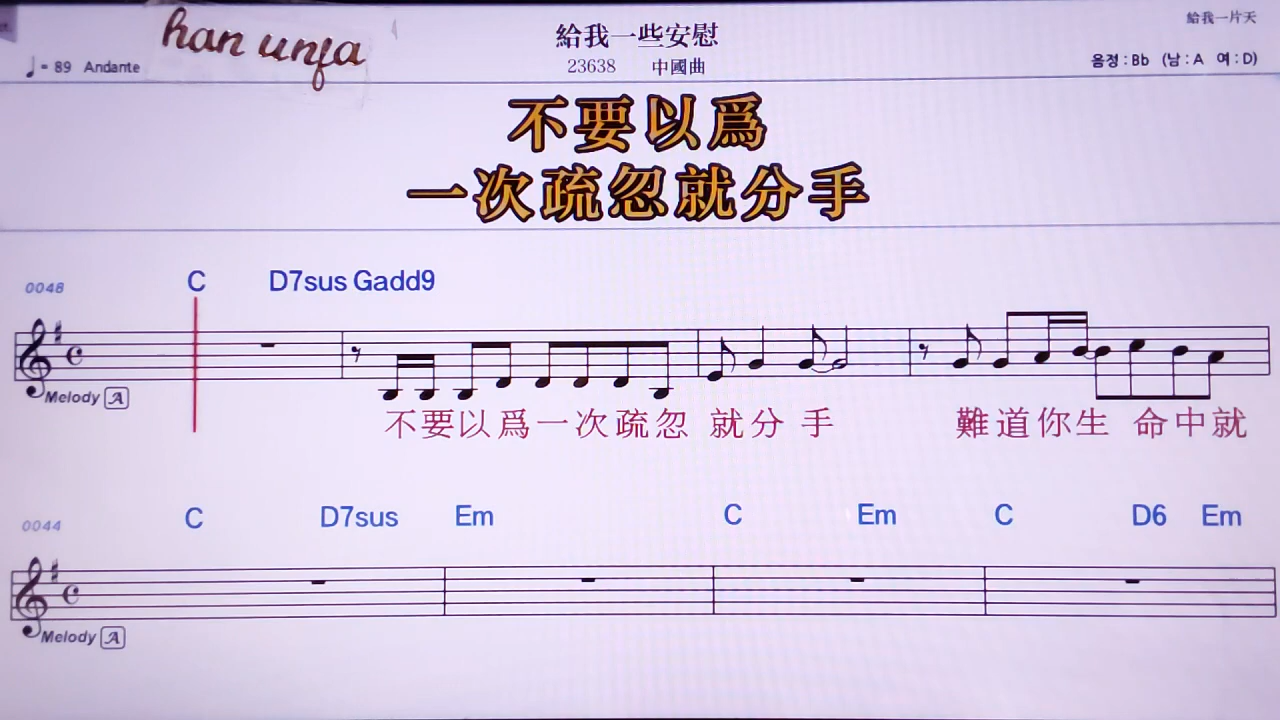 han unfa
給我一些安慰
給我一片天
♩= 89 Andante
23638 中國曲
음정 : Bb (남 : A 여 : D)
不要以爲
一次疏忽就分手
0048 C D7sus Gadd9
Melody A
不要以爲一次疏忽 就分 手 難道你生 命中就
0044 C D7sus Em C Em C D6 Em
Melody A